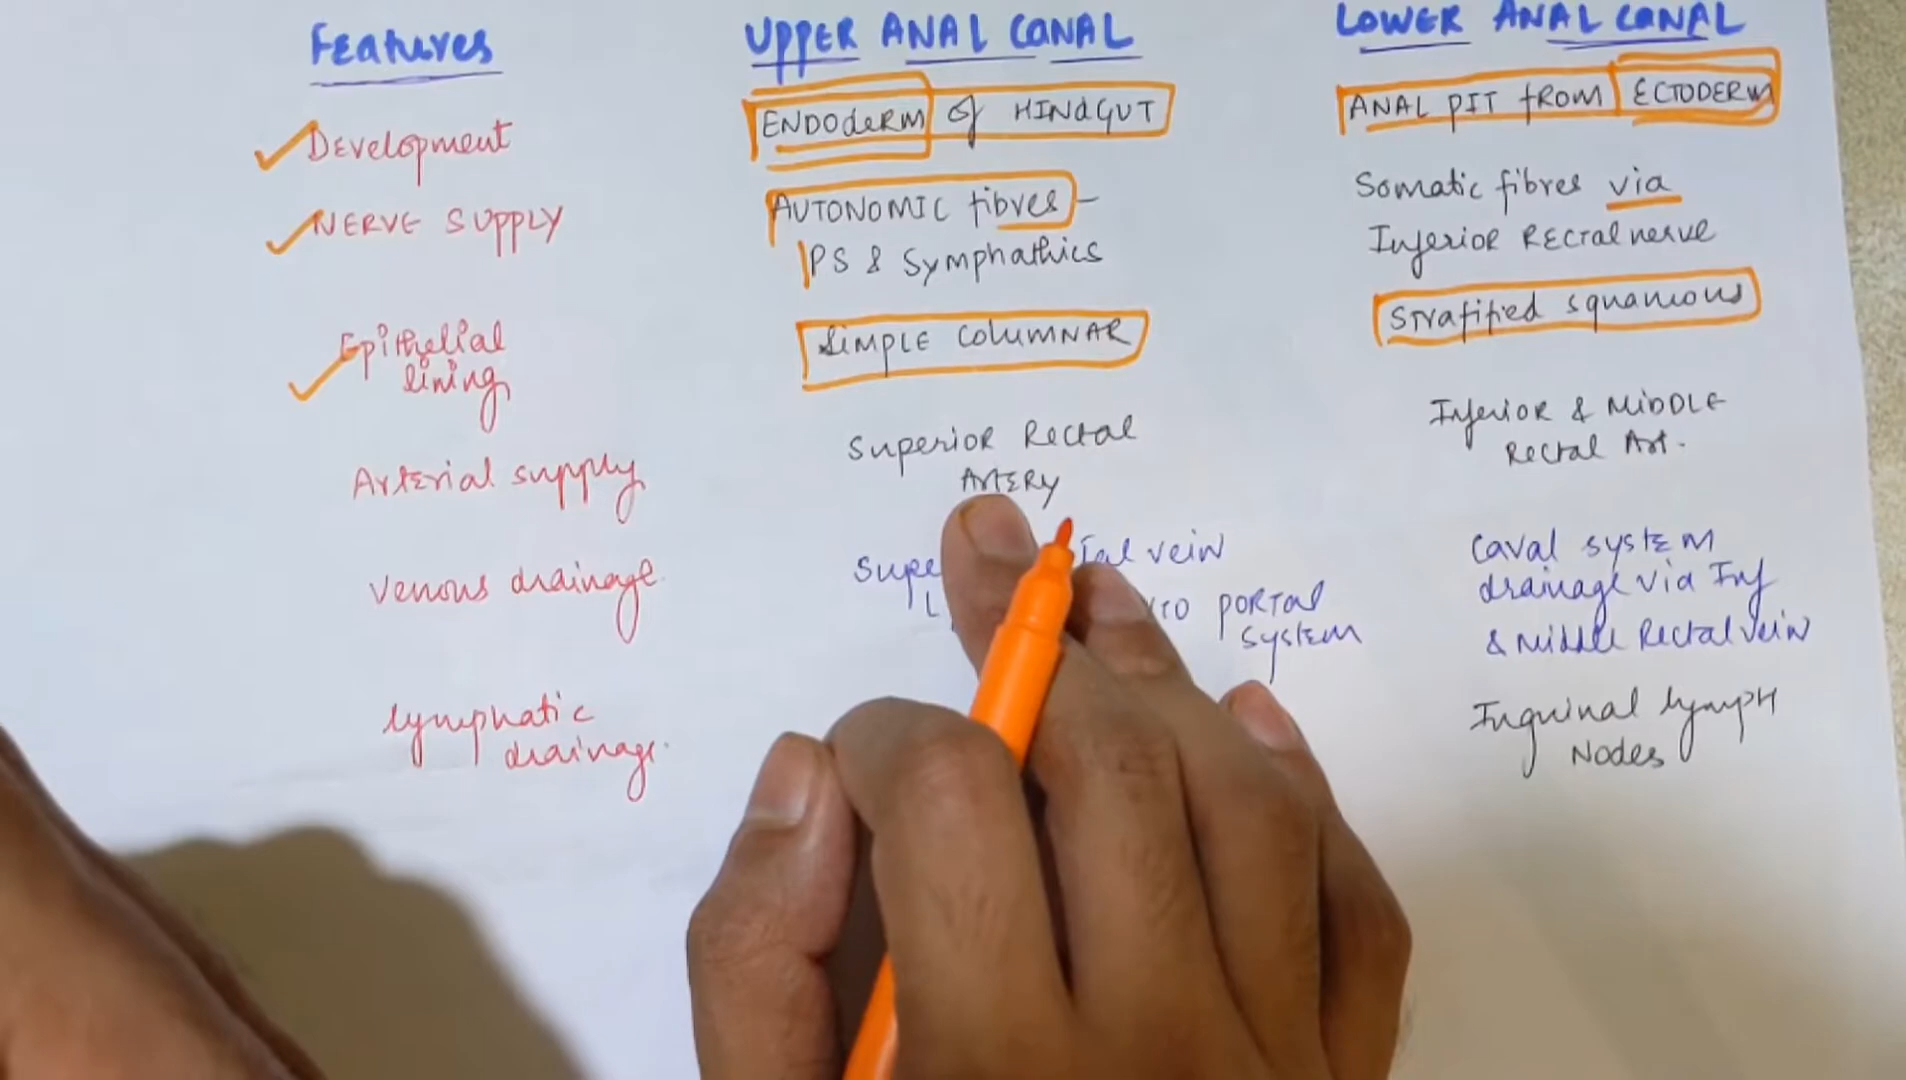 Features
UPPER ANAL CANAL
LOWER ANAL CANAL
DEvelopment
ENDOdERM of HINdGUT
ANAL PIT fROM ECTODERM
NERVE SUPPLY
AUTONOMIC fibres -
PS & Symphathics
Somatic fibres via
Inferior RECtal nerve
Epithelial
lining
SIMPLE COLUMNAR
Strafified squamous
Arterial supply
Superior Rectal
ArtERy
Inferior & MiDDLE
Rectal Art.
Venous drainage
vein
PORTAL
system
Caval systEM
drainage via Inf
& Middle Rectal vein
lymphatic
drainage.
Inguinal lymph
Nodes